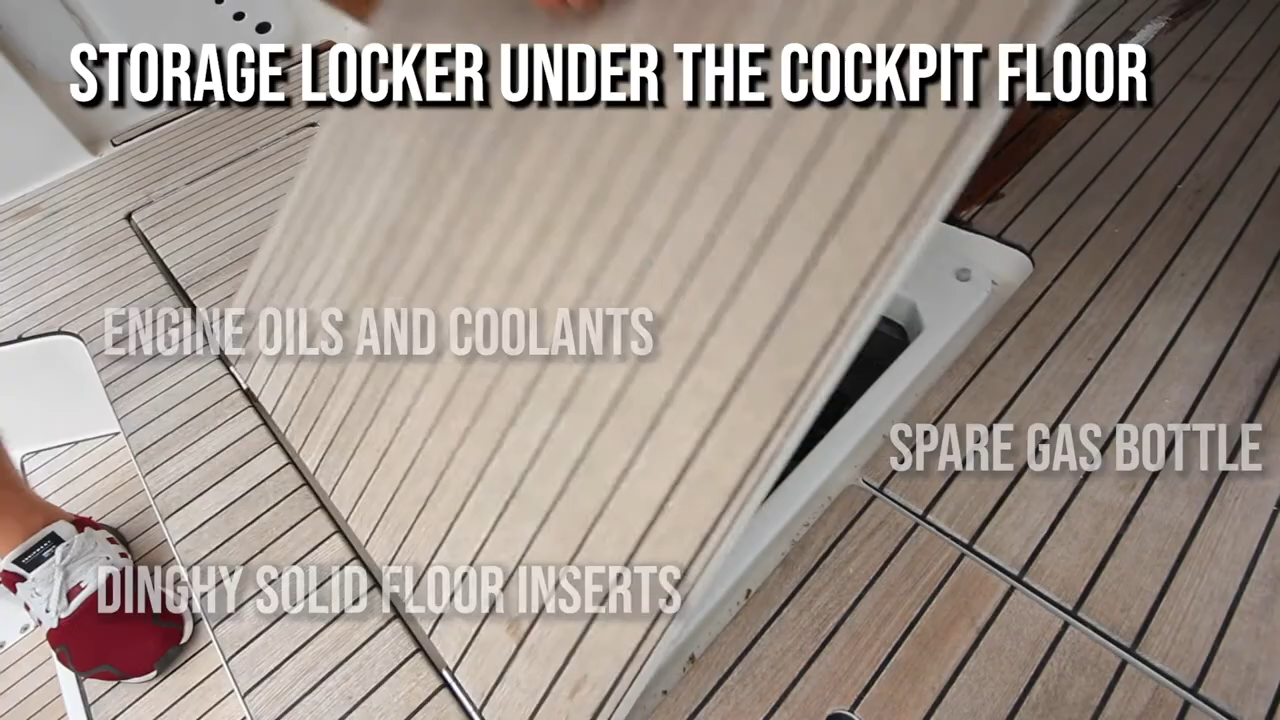 STORAGE LOCKER UNDER THE COCKPIT FLOOR
ENGINE OILS AND COOLANTS
SPARE GAS BOTTLE
DINGHY SOLID FLOOR INSERTS